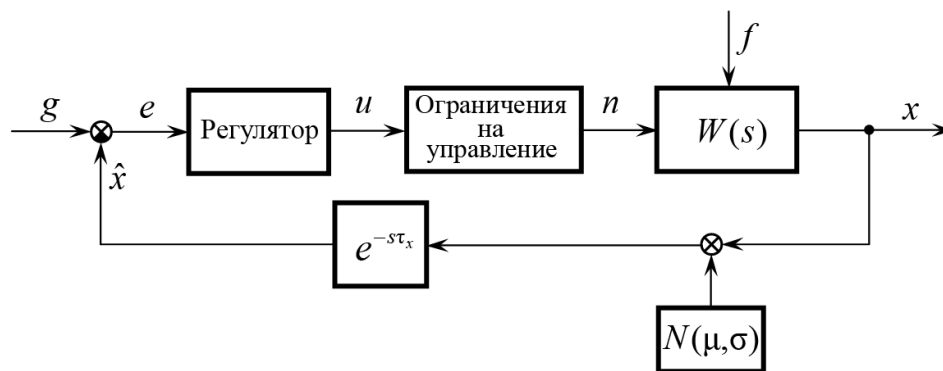 f
g
e
Регулятор
u
Ограничения
на
управление
n
W(s)
x
x̂
e^{-sτ_x}
N(μ,σ)